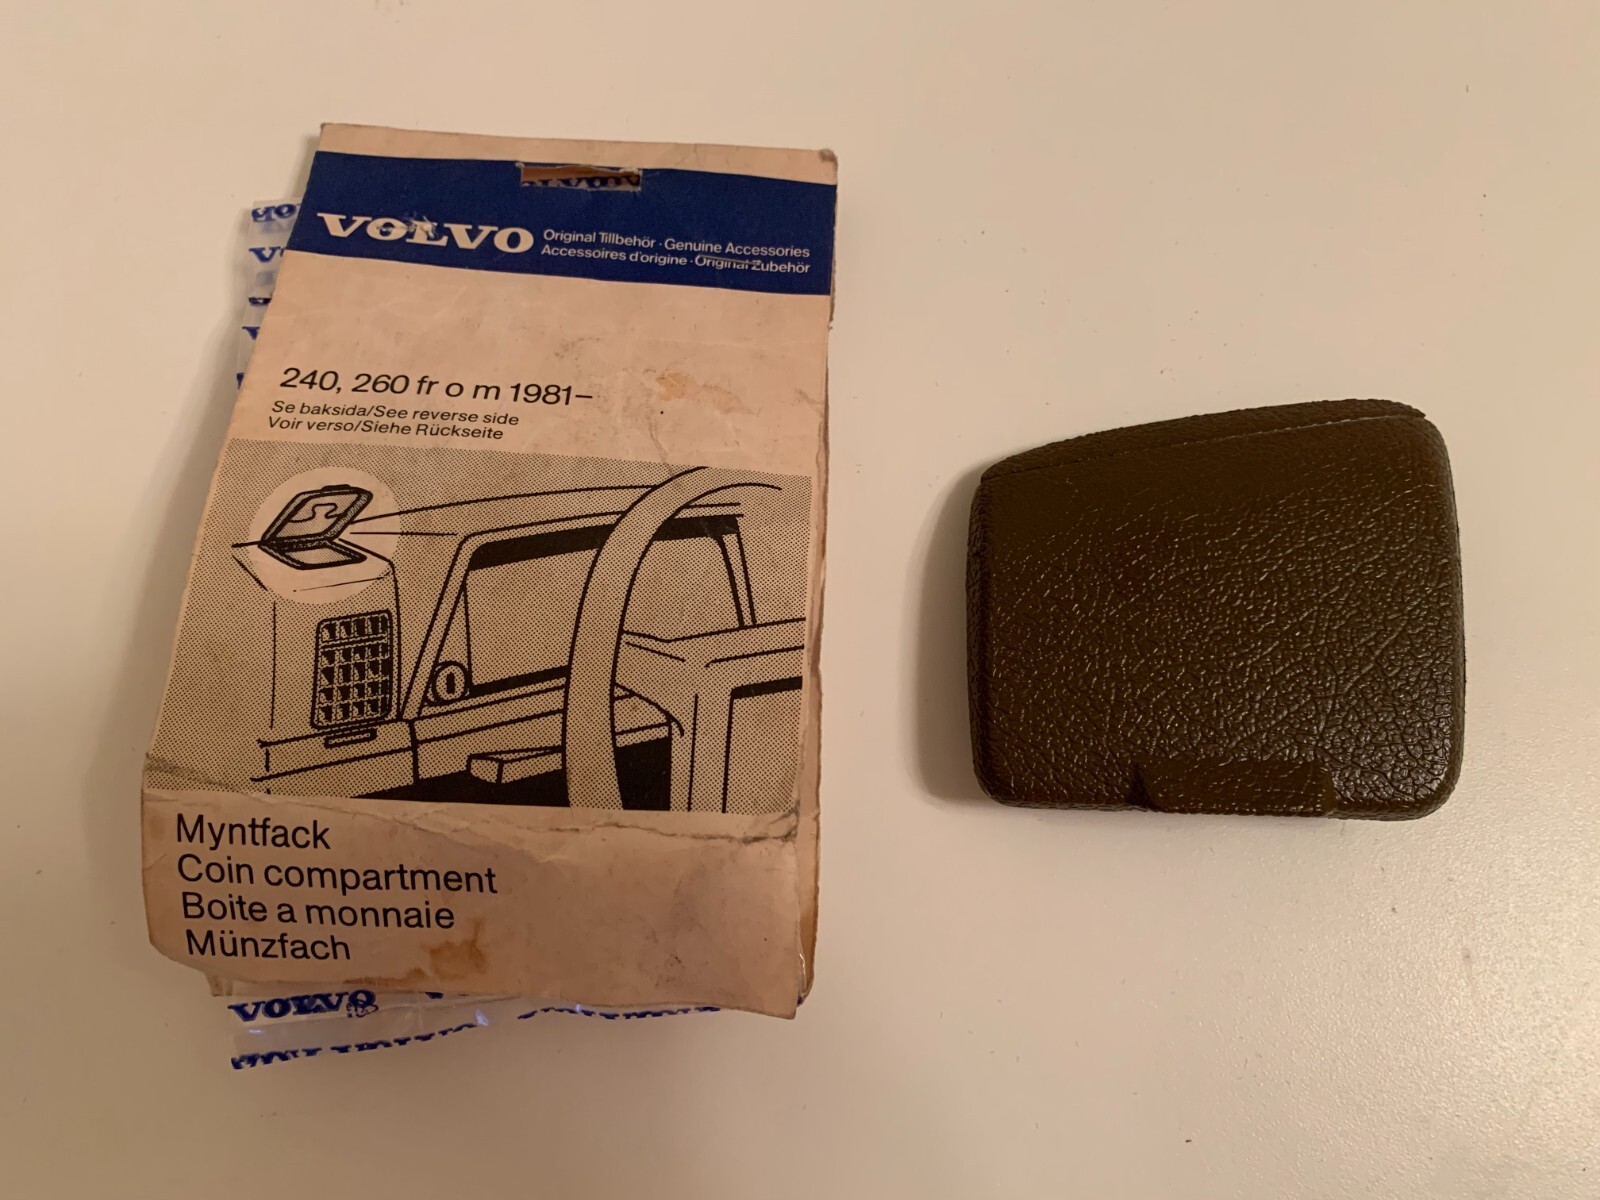 VOLVO
Original Tillbehör · Genuine Accessories
Accessoires d'origine · Original Zubehör
240, 260 fr o m 1981–
Se baksida/See reverse side
Voir verso/Siehe Rückseite
Myntfack
Coin compartment
Boite a monnaie
Münzfach
VOLVO